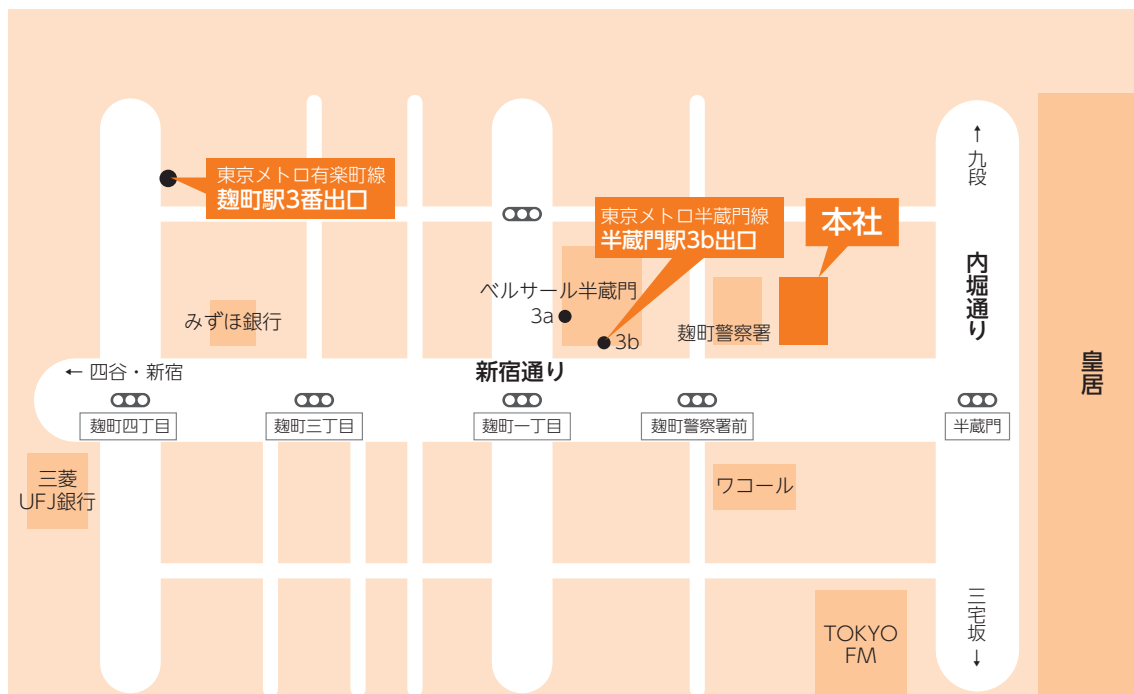 ↑
九段
東京メトロ有楽町線
麹町駅3番出口
東京メトロ半蔵門線
半蔵門駅3b出口
本社
内堀通り
ベルサール半蔵門
3a
みずほ銀行
麹町警察署
3b
皇居
← 四谷・新宿
新宿通り
麹町四丁目
麹町三丁目
麹町一丁目
麹町警察署前
半蔵門
三菱
UFJ銀行
ワコール
三宅坂
↓
TOKYO
FM